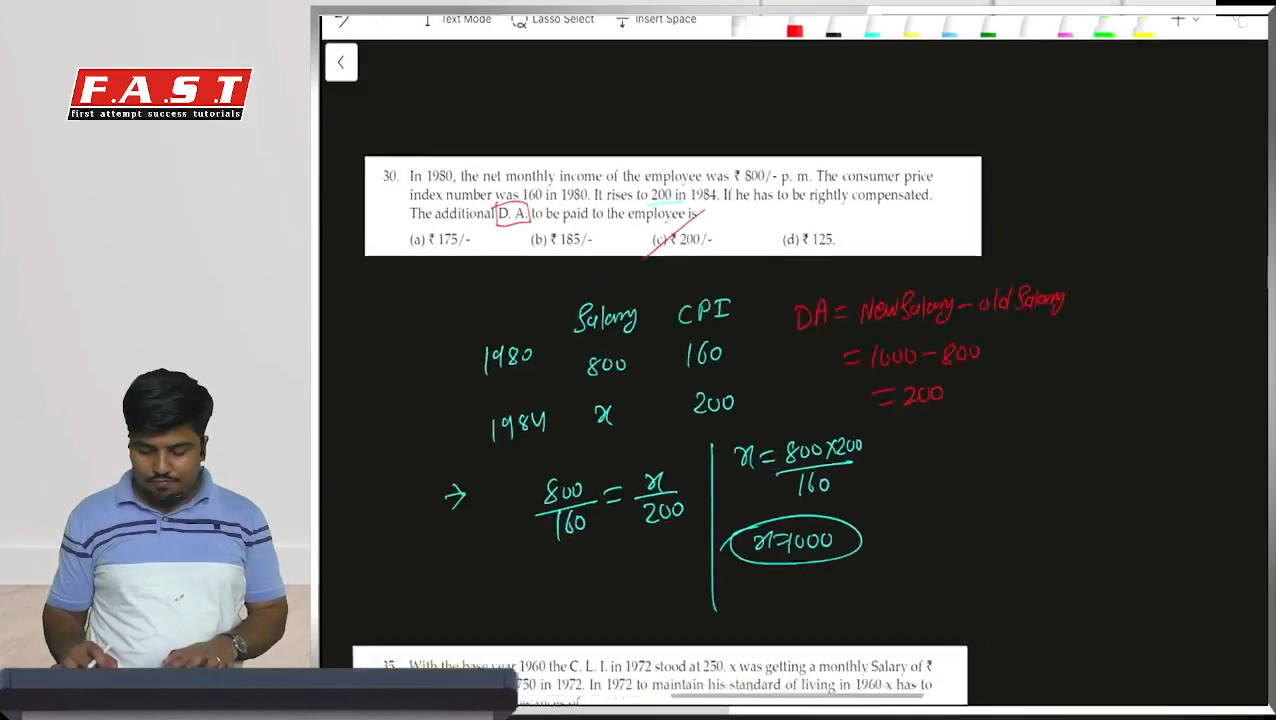 Text Mode Lasso Select Insert Space
F.A.S.T
first attempt success tutorials
30. In 1980, the net monthly income of the employee was ₹ 800/- p. m. The consumer price
index number was 160 in 1980. It rises to 200 in 1984. If he has to be rightly compensated.
The additional D. A. to be paid to the employee is
(a) ₹ 175/- (b) ₹ 185/- (c) ₹ 200/- (d) ₹ 125.
Salary CPI
1980 800 160
1984 x 200
DA = New Salary - old Salary
= 1000 - 800
= 200
→ 800/160 = x/200
x = 800×200/160
x=1000
35. With the base year 1960 the C. L. I. in 1972 stood at 250. x was getting a monthly Salary of ₹
750 in 1972. In 1972 to maintain his standard of living in 1960 x has to